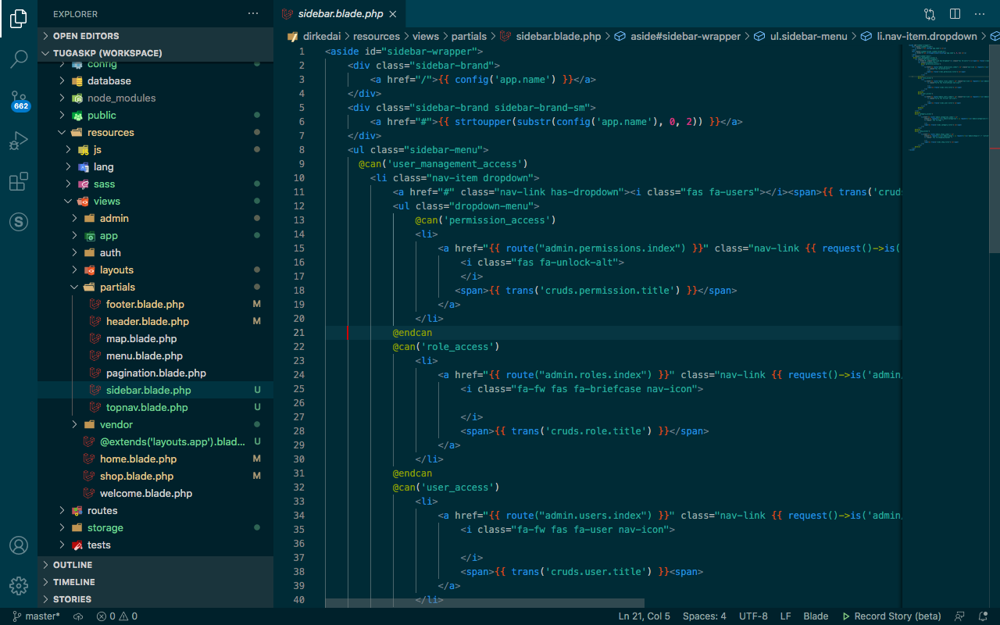 EXPLORER
OPEN EDITORS
TUGASKP (WORKSPACE)
config
database
node_modules
public
resources
js
lang
sass
views
admin
app
auth
layouts
partials
footer.blade.php M
header.blade.php M
map.blade.php
menu.blade.php
pagination.blade.php
sidebar.blade.php U
topnav.blade.php U
vendor
@extends('layouts.app').blad... U
home.blade.php M
shop.blade.php M
welcome.blade.php
routes
storage
tests
OUTLINE
TIMELINE
STORIES
662
sidebar.blade.php
dirkedai > resources > views > partials > sidebar.blade.php > aside#sidebar-wrapper > ul.sidebar-menu > li.nav-item.dropdown >
1 <aside id="sidebar-wrapper">
2 <div class="sidebar-brand">
3 <a href="/">{{ config('app.name') }}</a>
4 </div>
5 <div class="sidebar-brand sidebar-brand-sm">
6 <a href="#">{{ strtoupper(substr(config('app.name'), 0, 2)) }}</a>
7 </div>
8 <ul class="sidebar-menu">
9 @can('user_management_access')
10 <li class="nav-item dropdown">
11 <a href="#" class="nav-link has-dropdown"><i class="fas fa-users"></i><span>{{ trans('cruds
12 <ul class="dropdown-menu">
13 @can('permission_access')
14 <li>
15 <a href="{{ route("admin.permissions.index") }}" class="nav-link {{ request()->is(
16 <i class="fas fa-unlock-alt">
17 </i>
18 <span>{{ trans('cruds.permission.title') }}</span>
19 </a>
20 </li>
21 @endcan
22 @can('role_access')
23 <li>
24 <a href="{{ route("admin.roles.index") }}" class="nav-link {{ request()->is('admin/
25 <i class="fa-fw fas fa-briefcase nav-icon">
26
27 </i>
28 <span>{{ trans('cruds.role.title') }}</span>
29 </a>
30 </li>
31 @endcan
32 @can('user_access')
33 <li>
34 <a href="{{ route("admin.users.index") }}" class="nav-link {{ request()->is('admin/
35 <i class="fa-fw fas fa-user nav-icon">
36
37 </i>
38 <span>{{ trans('cruds.user.title') }}<span>
39 </a>
40 </li>
master* 0 0 Ln 21, Col 5 Spaces: 4 UTF-8 LF Blade Record Story (beta)